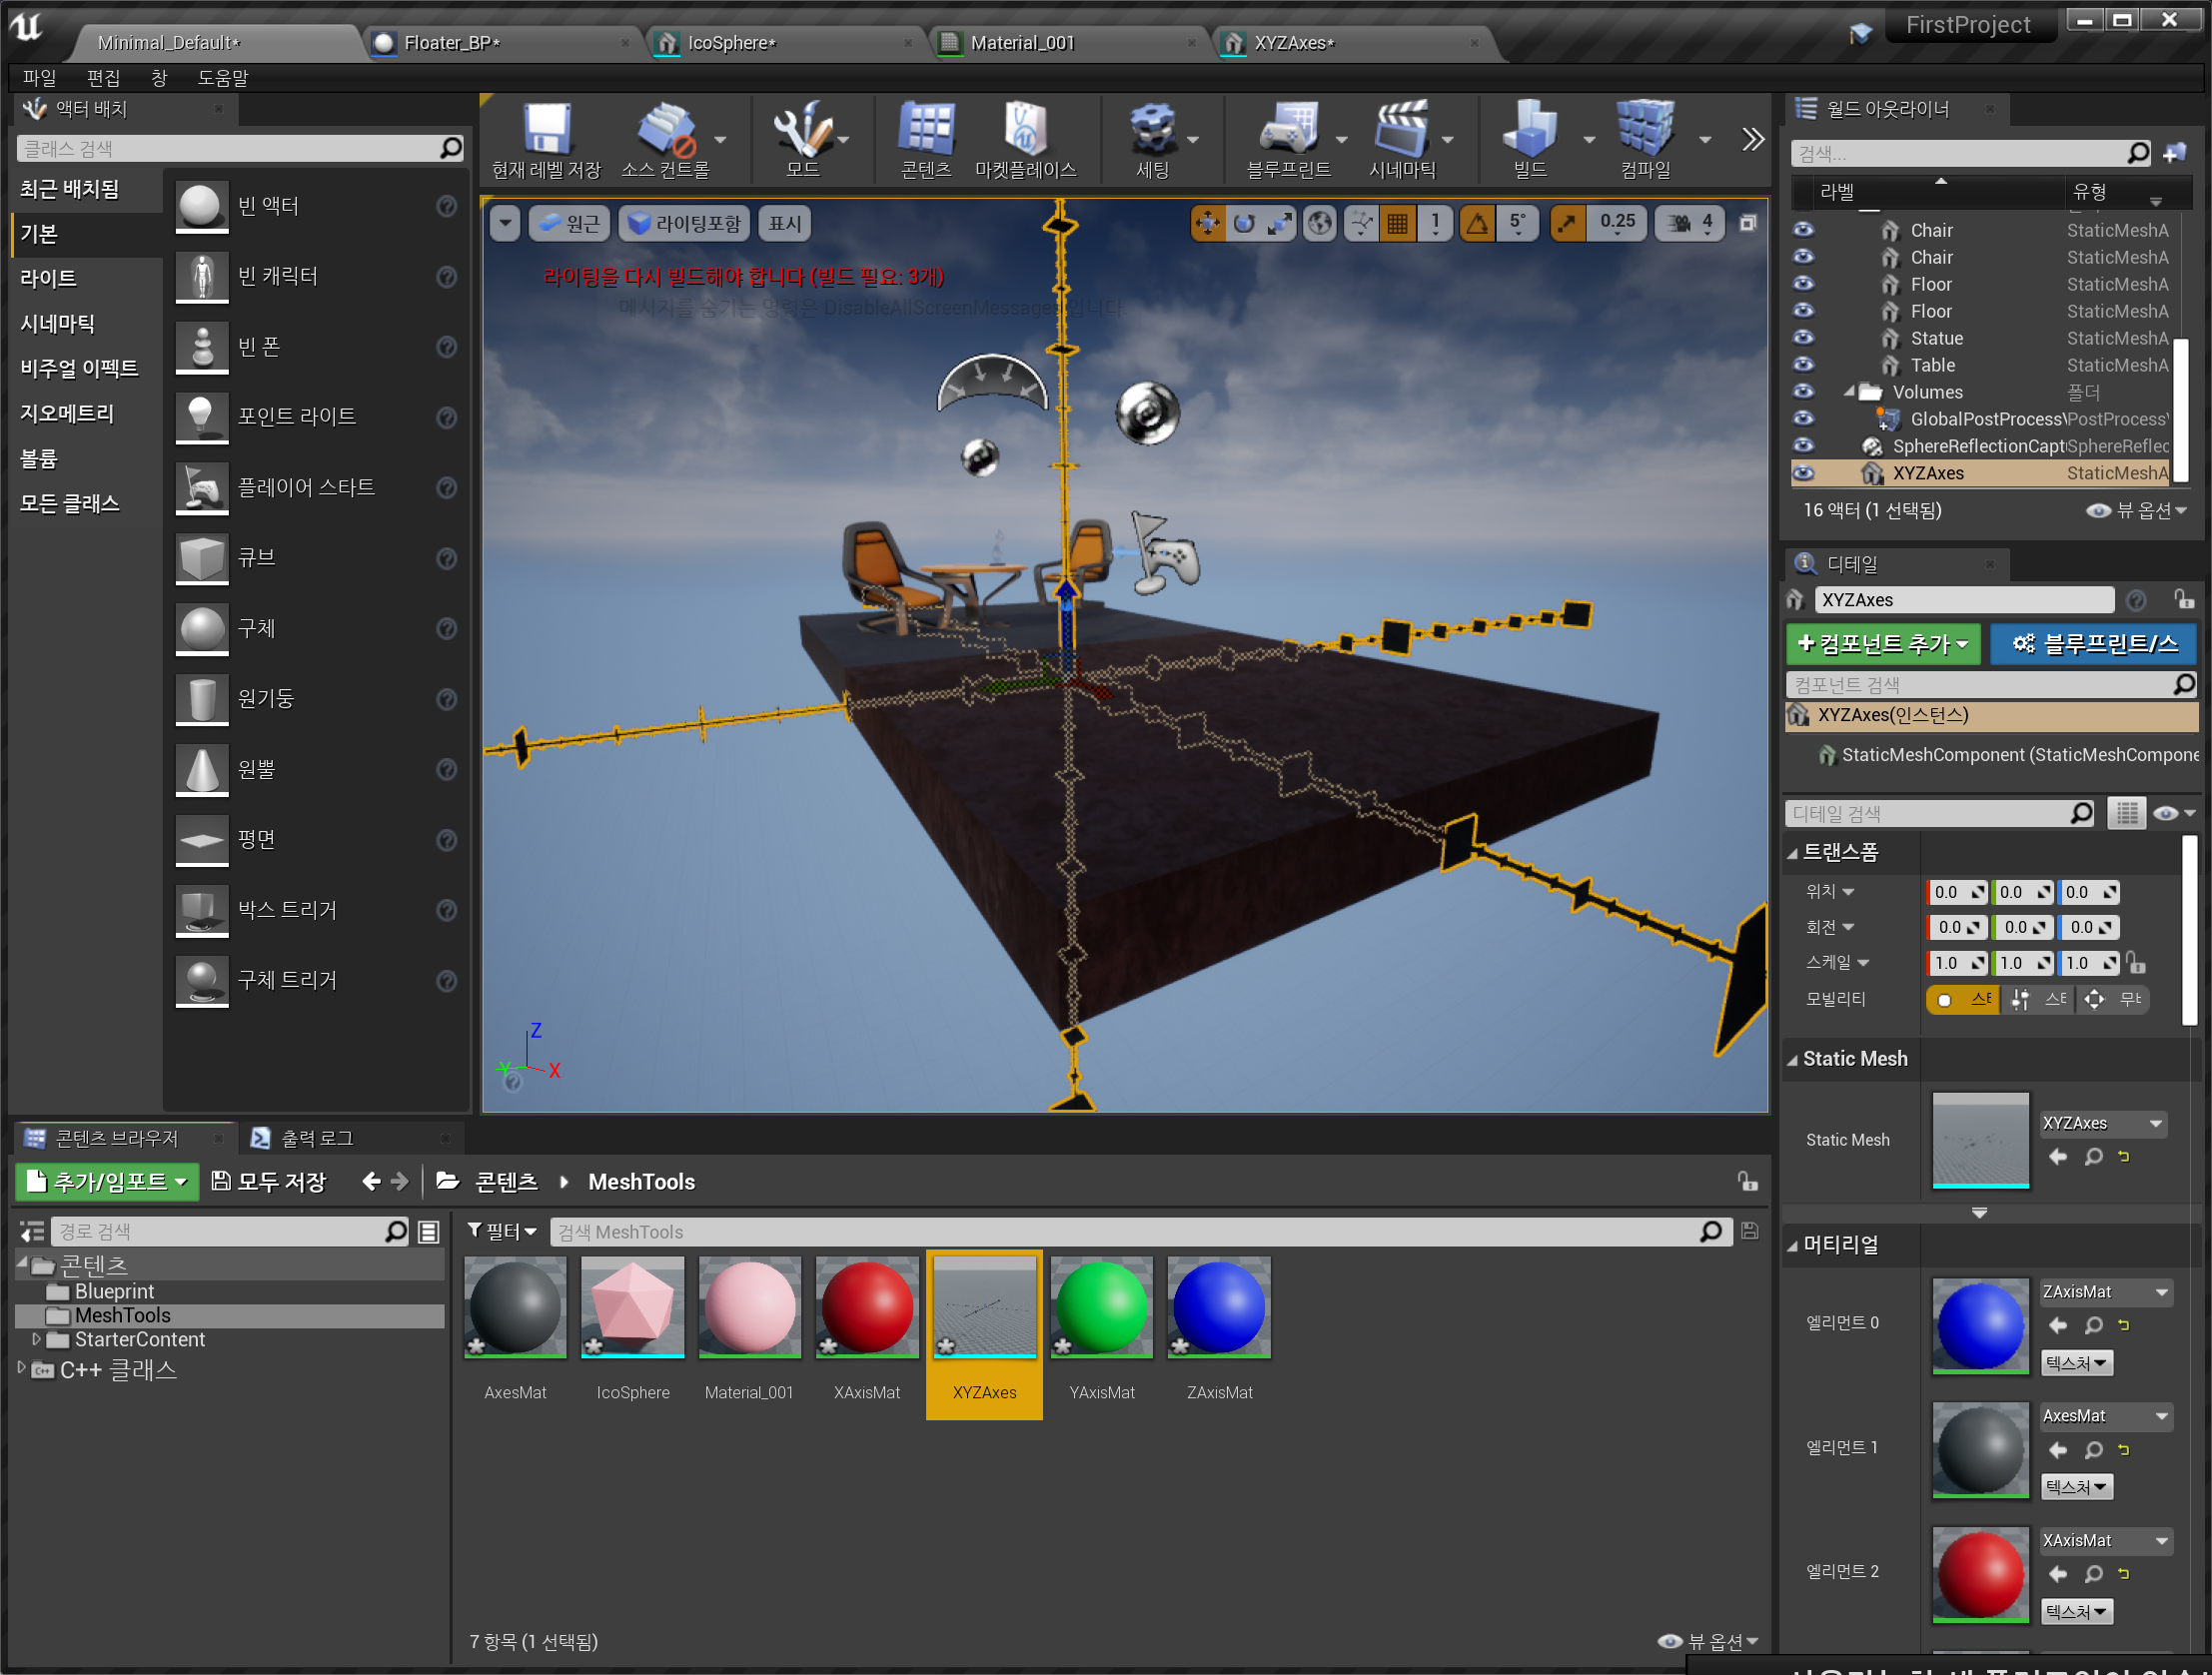 Minimal_Default*
Floater_BP*
IcoSphere*
Material_001
XYZAxes*
FirstProject
파일 편집 창 도움말
액터 배치
클래스 검색
최근 배치됨
기본
라이트
시네마틱
비주얼 이펙트
지오메트리
볼륨
모든 클래스
빈 액터
빈 캐릭터
빈 폰
포인트 라이트
플레이어 스타트
큐브
구체
원기둥
원뿔
평면
박스 트리거
구체 트리거
현재 레벨 저장
소스 컨트롤
모드
콘텐츠
마켓플레이스
세팅
블루프린트
시네마틱
빌드
컴파일
원근
라이팅포함
표시
1
5°
0.25
4
라이팅을 다시 빌드해야 합니다 (빌드 필요: 3개)
메시지를 숨기는 명령은 DisableAllScreenMessages 입니다.
Z
Y
X
월드 아웃라이너
검색...
라벨 유형
Chair StaticMeshA
Chair StaticMeshA
Floor StaticMeshA
Floor StaticMeshA
Statue StaticMeshA
Table StaticMeshA
Volumes 폴더
GlobalPostProcessV PostProcessV
SphereReflectionCapt SphereReflec
XYZAxes StaticMeshA
16 액터 (1 선택됨)
뷰 옵션
디테일
XYZAxes
컴포넌트 추가
블루프린트/스
컴포넌트 검색
XYZAxes(인스턴스)
StaticMeshComponent (StaticMeshCompone
디테일 검색
트랜스폼
위치 0.0 0.0 0.0
회전 0.0 0.0 0.0
스케일 1.0 1.0 1.0
모빌리티
Static Mesh
Static Mesh
XYZAxes
머티리얼
엘리먼트 0
ZAxisMat
텍스처
엘리먼트 1
AxesMat
텍스처
엘리먼트 2
XAxisMat
텍스처
콘텐츠 브라우저
출력 로그
추가/임포트
모두 저장
콘텐츠
MeshTools
경로 검색
콘텐츠
Blueprint
MeshTools
StarterContent
C++ 클래스
필터
검색 MeshTools
AxesMat
IcoSphere
Material_001
XAxisMat
XYZAxes
YAxisMat
ZAxisMat
7 항목 (1 선택됨)
뷰 옵션